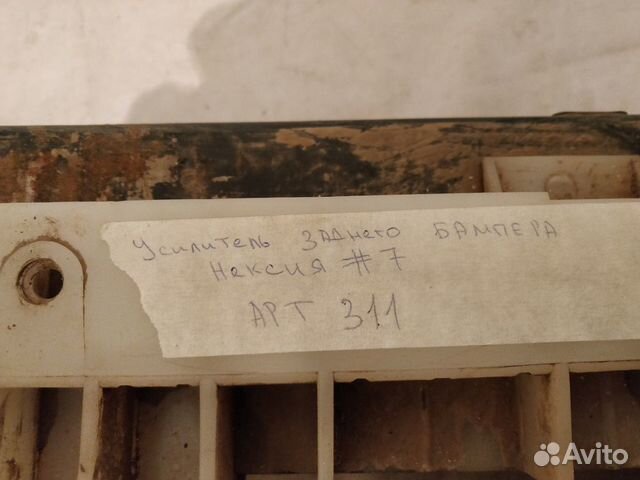 Усилитель заднего бампера
Нексия #7
Арт 311
Avito